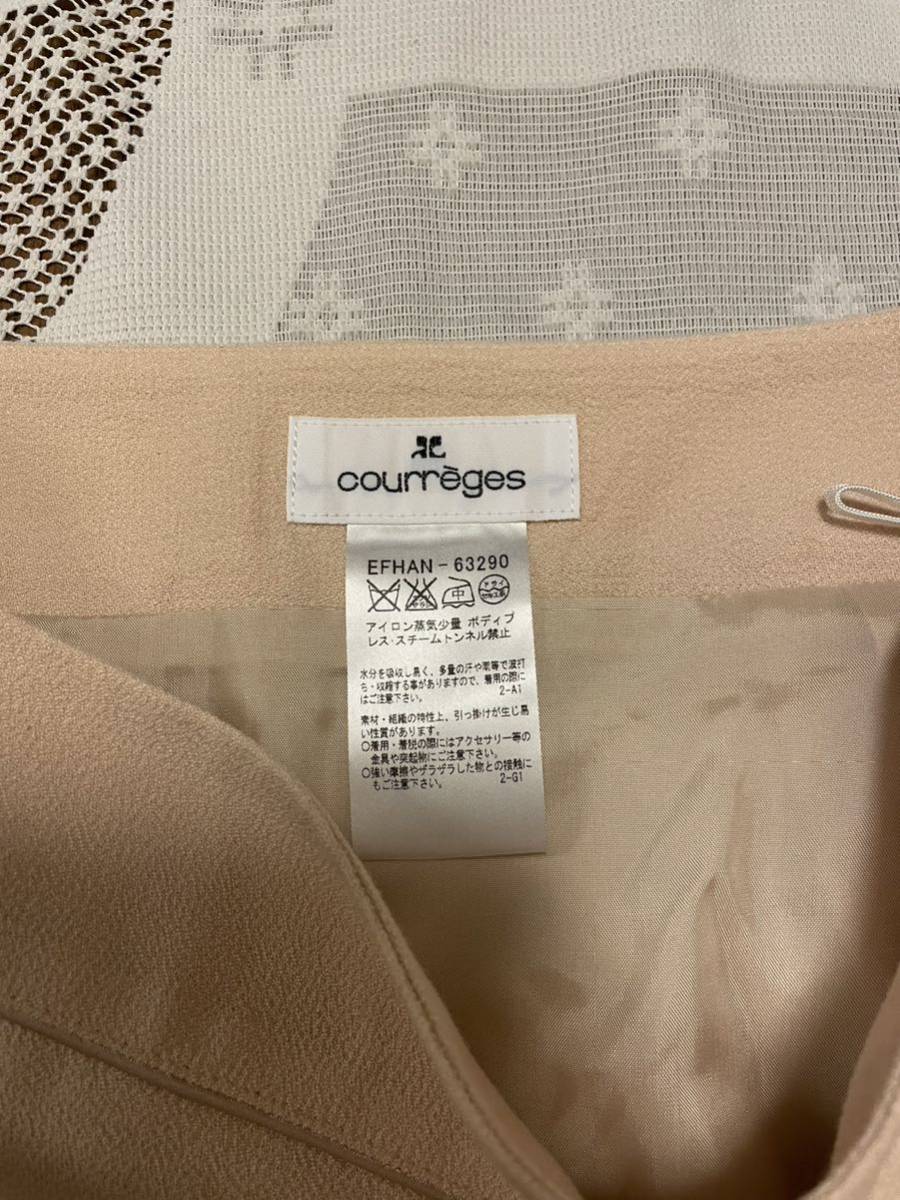 courrèges
EFHAN-63290
中
アイロン蒸気少量 ボディプ
レス・スチームトンネル禁止
水分を吸収し易く、多量の汗や雨等で波打
ち・収縮する事がありますので、着用の際に
はご注意下さい。 2-A1
素材・組織の特性上、引っ掛けが生じ易
い性質があります。
○着用・着脱の際にはアクセサリー等の
金具や突起物にご注意下さい。
○強い摩擦やザラザラした物との接触に
もご注意下さい。 2-G1